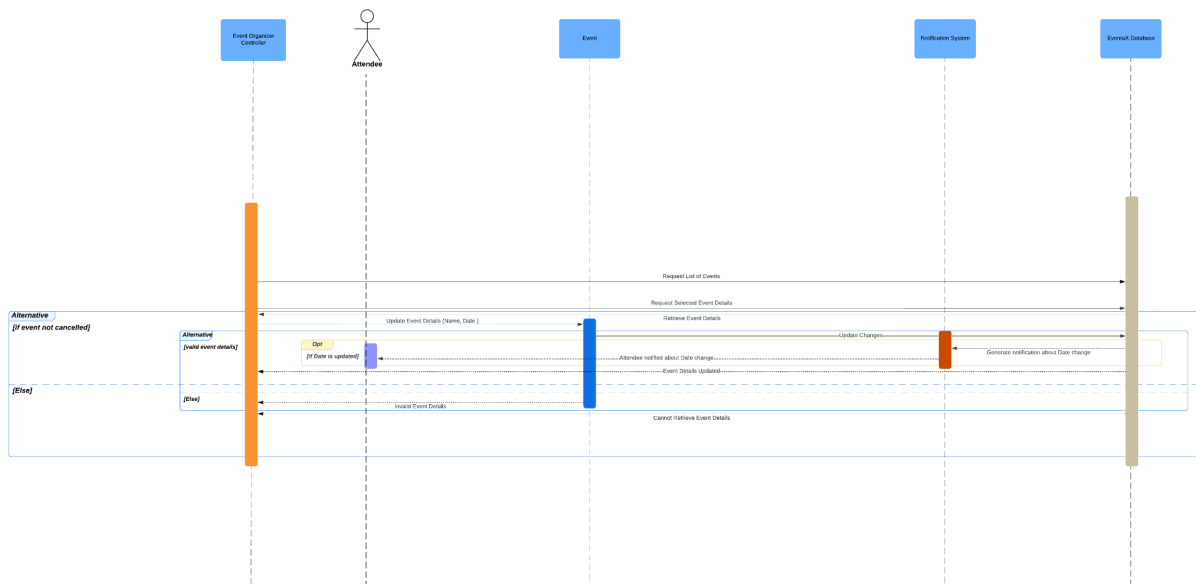 Event Organizer
Controller
Attendee
Event
Notification System
EventaX Database
Request List of Events
Request Selected Event Details
Alternative
[if event not cancelled]
Retrieve Event Details
Update Event Details (Name, Date )
Alternative
Update Changes
Opt
[valid event details]
[if Date is updated]
Generate notification about Date change
Attendee notified about Date change
Event Details Updated
[Else]
[Else]
Invalid Event Details
Cannot Retrieve Event Details